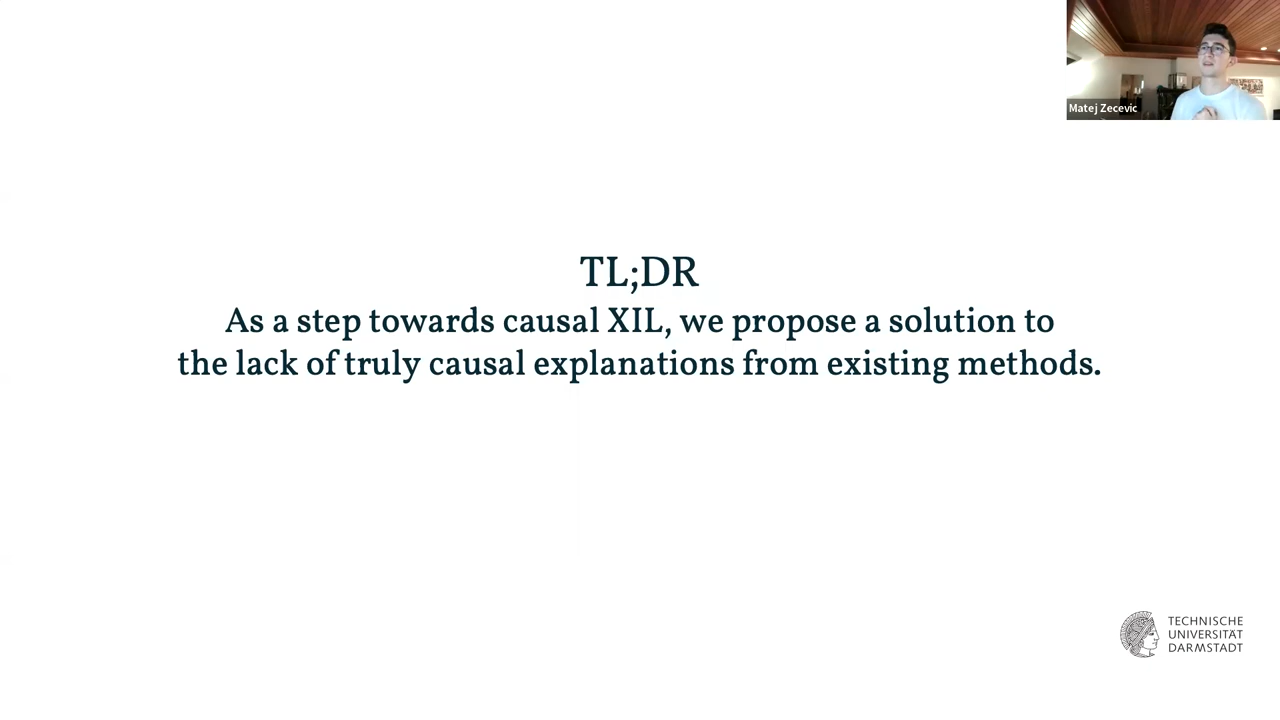 Matej Zecevic
TL;DR
As a step towards causal XIL, we propose a solution to
the lack of truly causal explanations from existing methods.
TECHNISCHE
UNIVERSITÄT
DARMSTADT